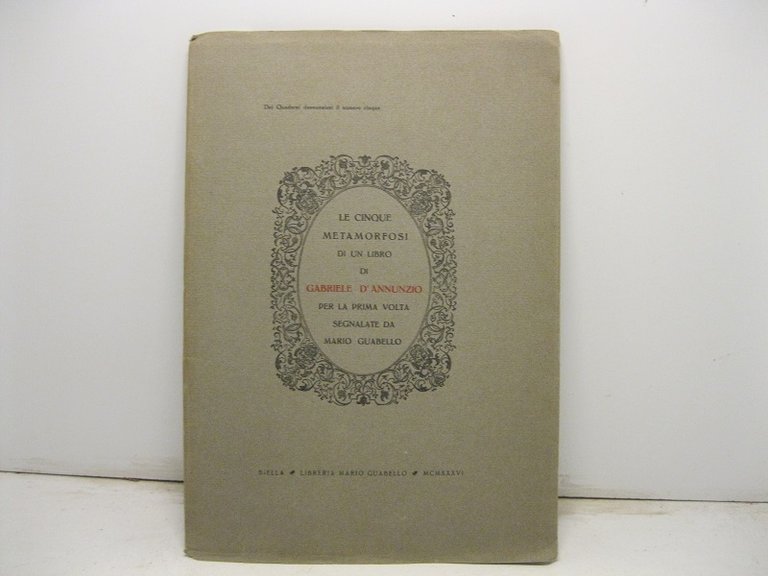 Dei Quaderni dannunziani il numero cinque
LE CINQUE
METAMORFOSI
DI UN LIBRO
DI
GABRIELE D'ANNUNZIO
PER LA PRIMA VOLTA
SEGNALATE DA
MARIO GUABELLO
BIELLA LIBRERIA MARIO GUABELLO MCMXXXVI